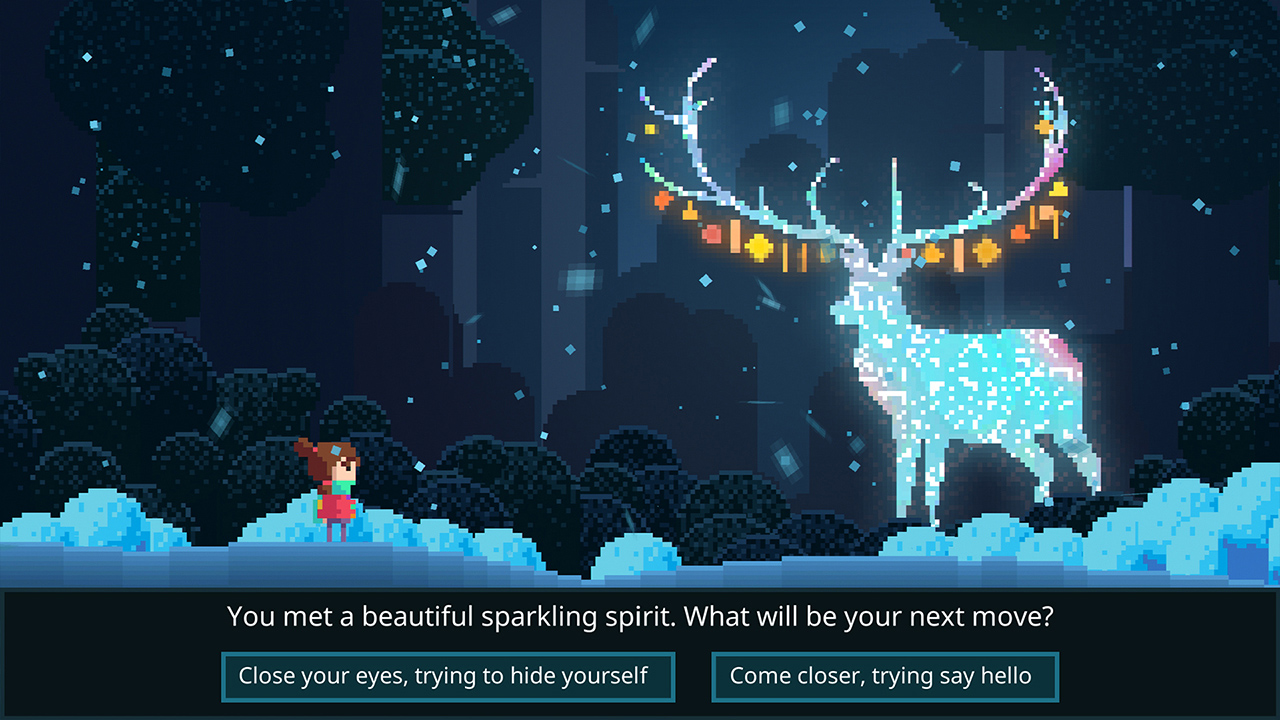 You met a beautiful sparkling spirit. What will be your next move?
Close your eyes, trying to hide yourself
Come closer, trying say hello